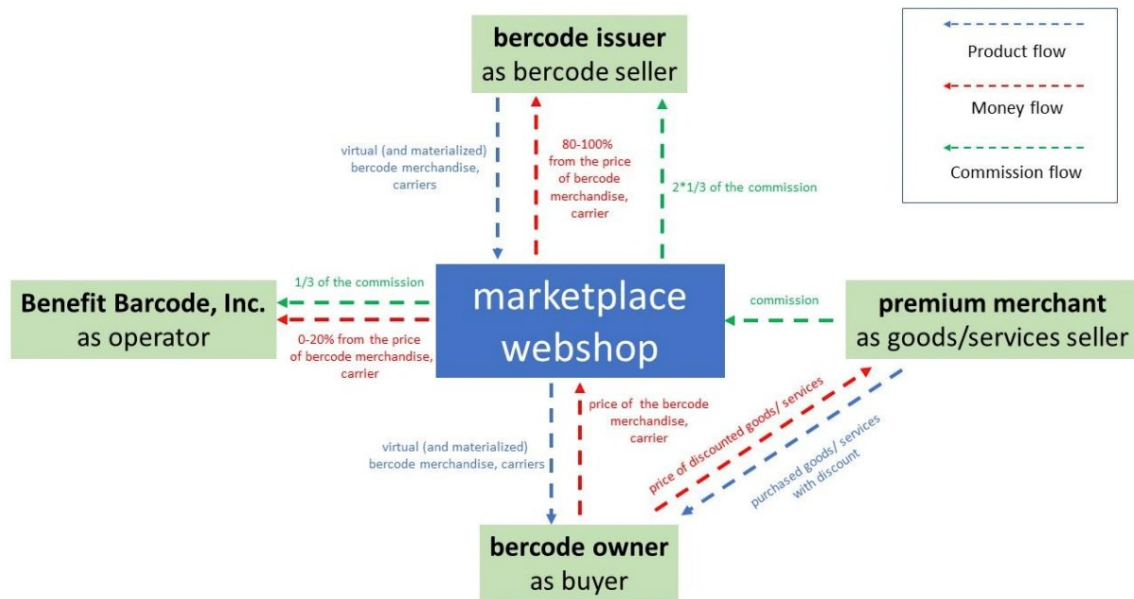 bercode issuer
as bercode seller
Product flow
Money flow
Commission flow
virtual (and materialized)
bercode merchandise,
carriers
80-100%
from the price
of bercode
merchandise,
carrier
2*1/3 of the commission
Benefit Barcode, Inc.
as operator
1/3 of the commission
0-20% from the price
of bercode merchandise,
carrier
marketplace
webshop
commission
premium merchant
as goods/services seller
virtual (and materialized)
bercode merchandise, carriers
price of the bercode
merchandise,
carrier
price of discounted goods/ services
purchased goods/ services
with discount
bercode owner
as buyer